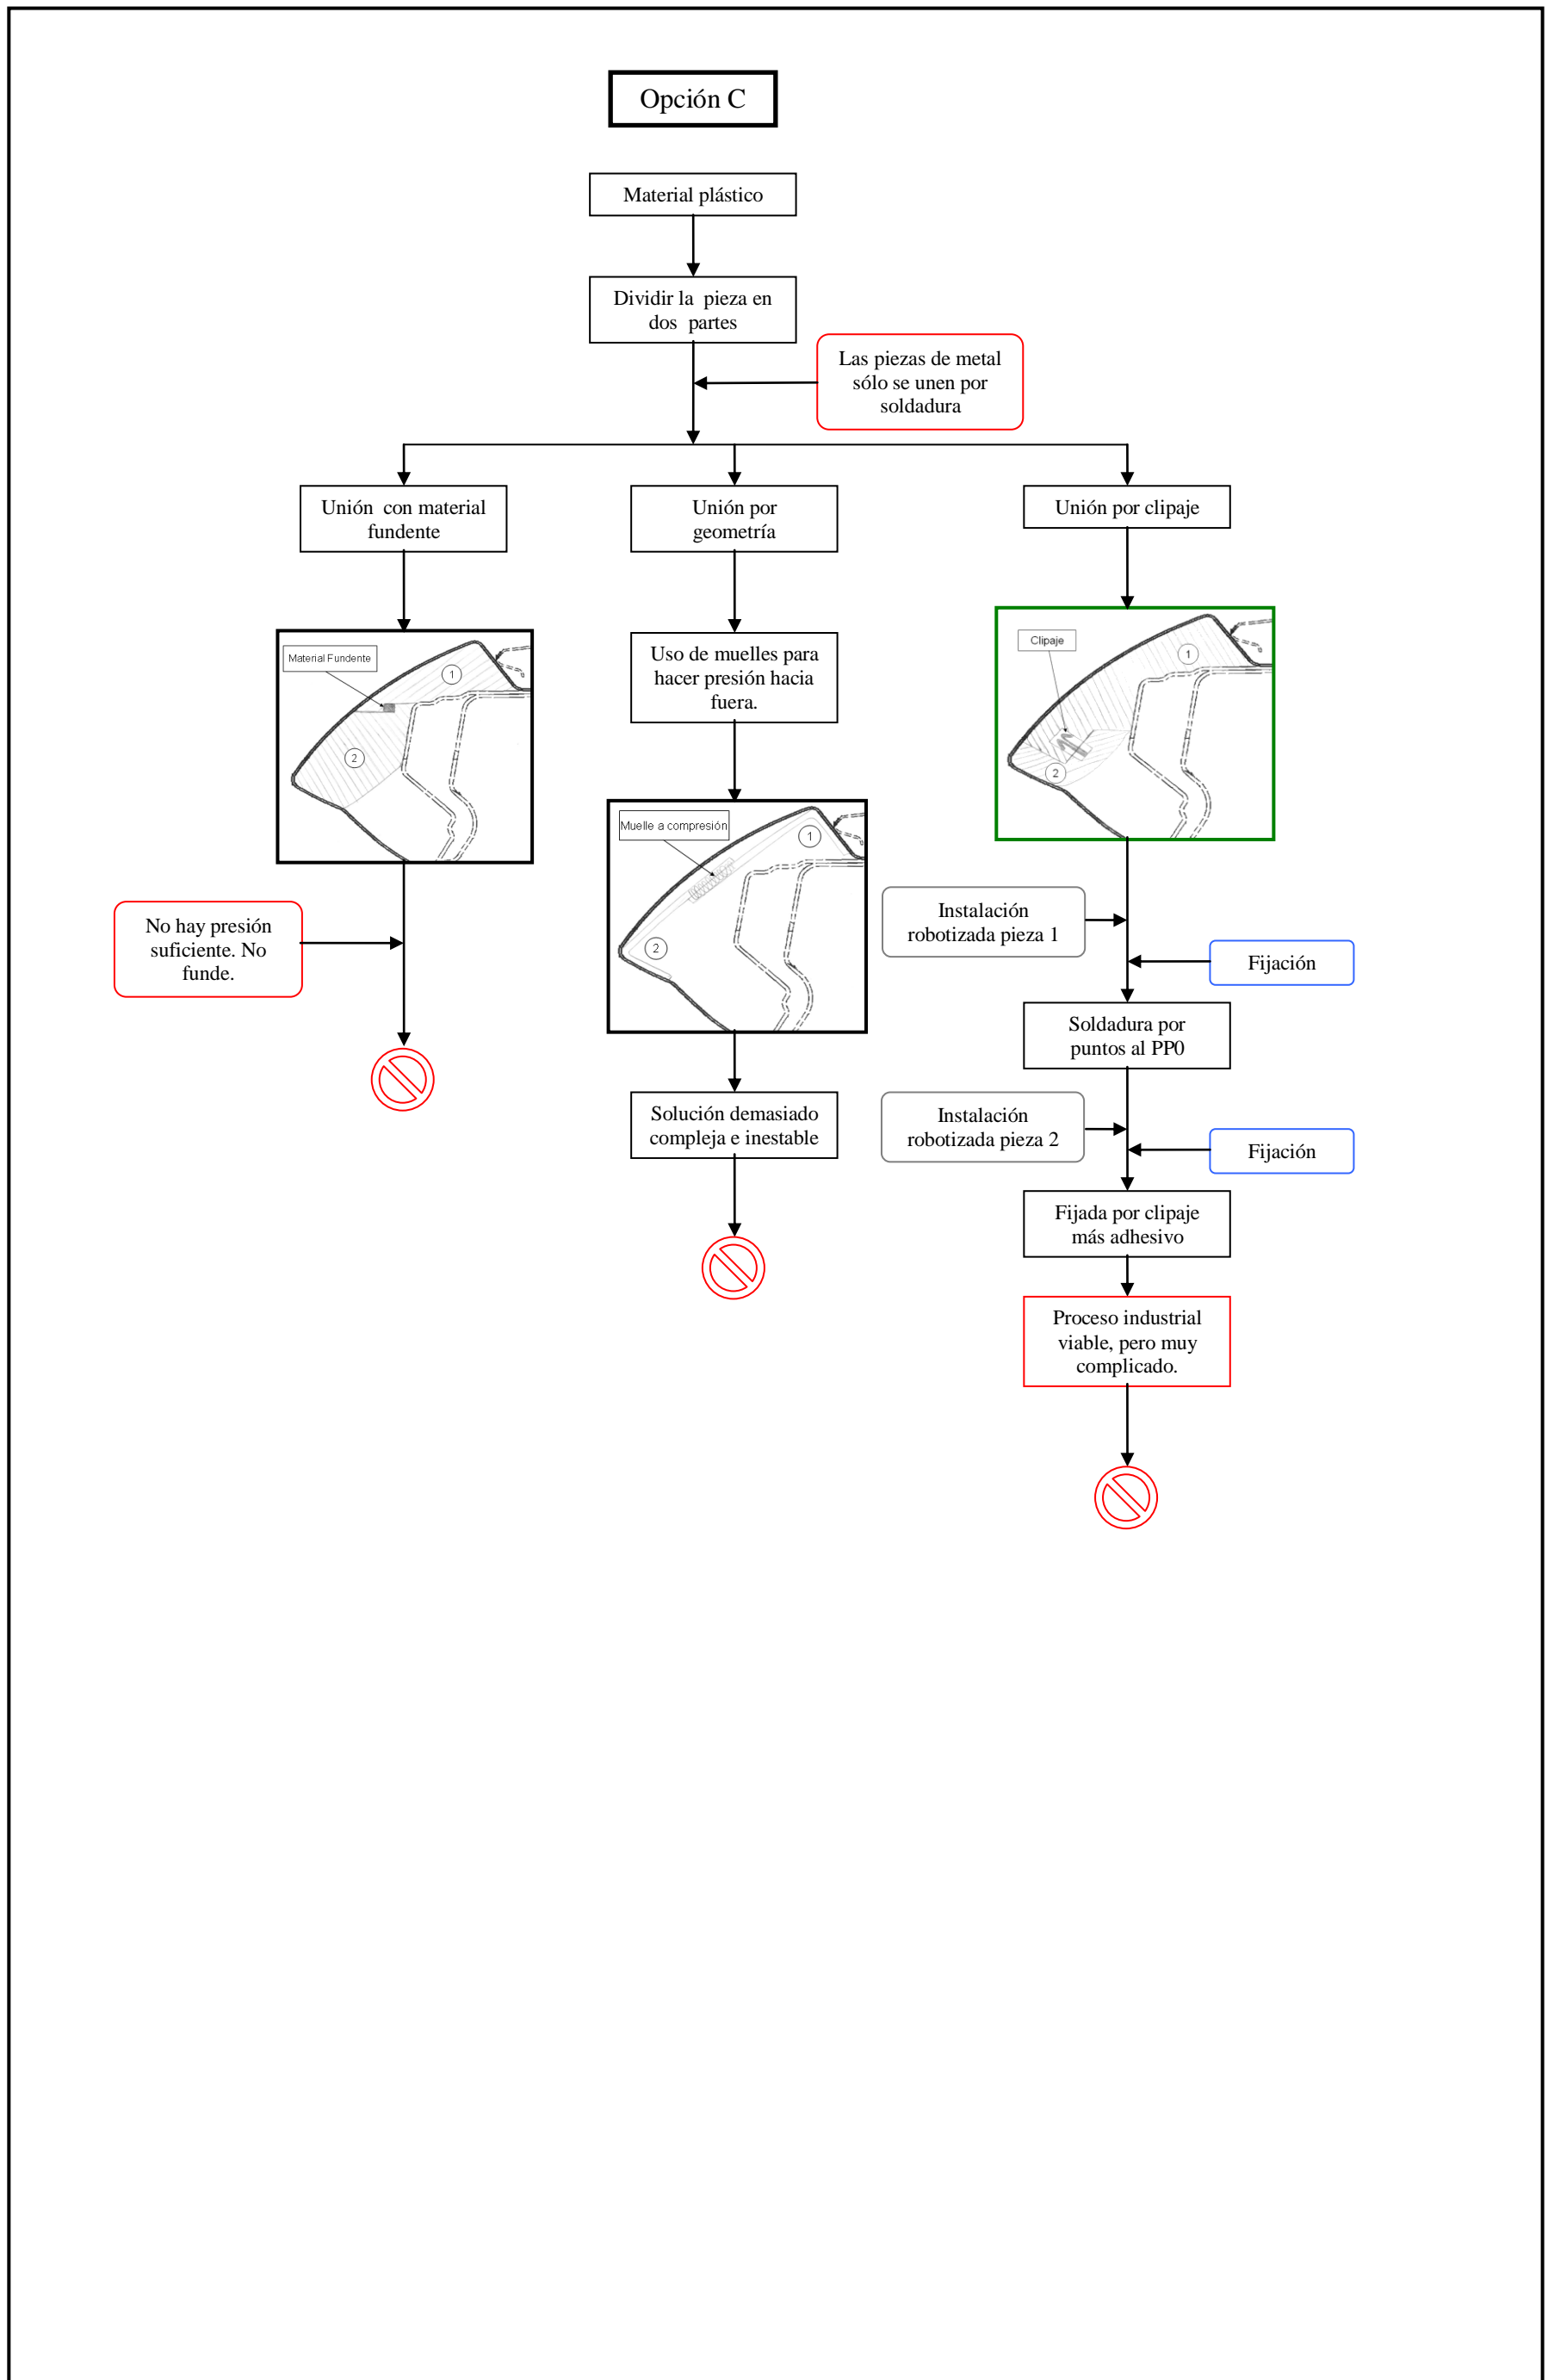 Opción C
Material plástico
Dividir la pieza en
dos partes
Las piezas de metal
sólo se unen por
soldadura
Unión con material
fundente
Unión por
geometría
Unión por clipaje
Material Fundente
1
2
Uso de muelles para
hacer presión hacia
fuera.
Clipaje
1
2
Muelle a compresión
1
2
No hay presión
suficiente. No
funde.
Instalación
robotizada pieza 1
Fijación
Soldadura por
puntos al PP0
Solución demasiado
compleja e inestable
Instalación
robotizada pieza 2
Fijación
Fijada por clipaje
más adhesivo
Proceso industrial
viable, pero muy
complicado.